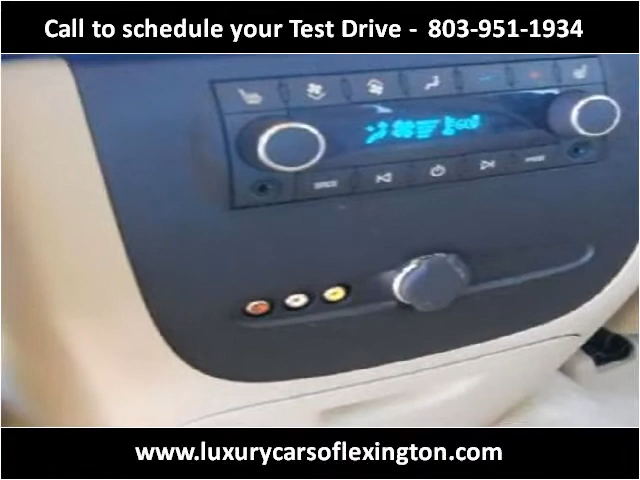 Call to schedule your Test Drive - 803-951-1934
www.luxurycarsoflexington.com